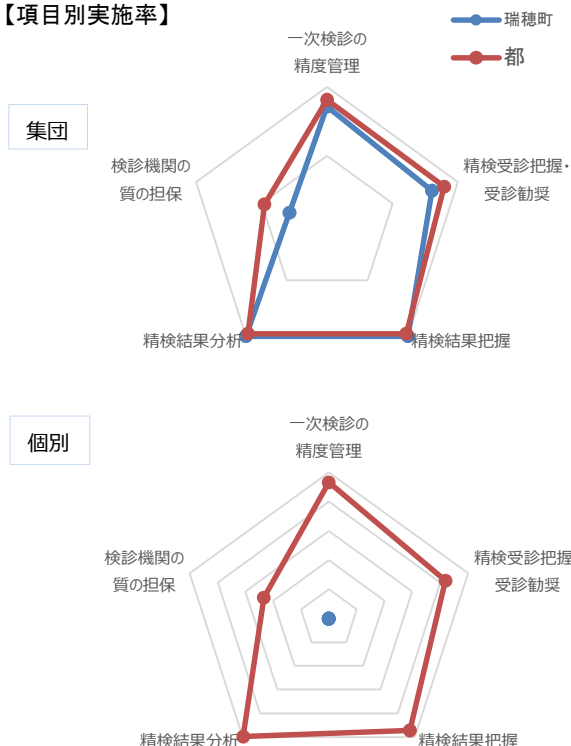 【項目別実施率】
瑞穂町
都
集団
一次検診の
精度管理
精検受診把握・
受診勧奨
精検結果把握
精検結果分析
検診機関の
質の担保
個別
一次検診の
精度管理
精検受診把握
受診勧奨
精検結果把握
精検結果分析
検診機関の
質の担保